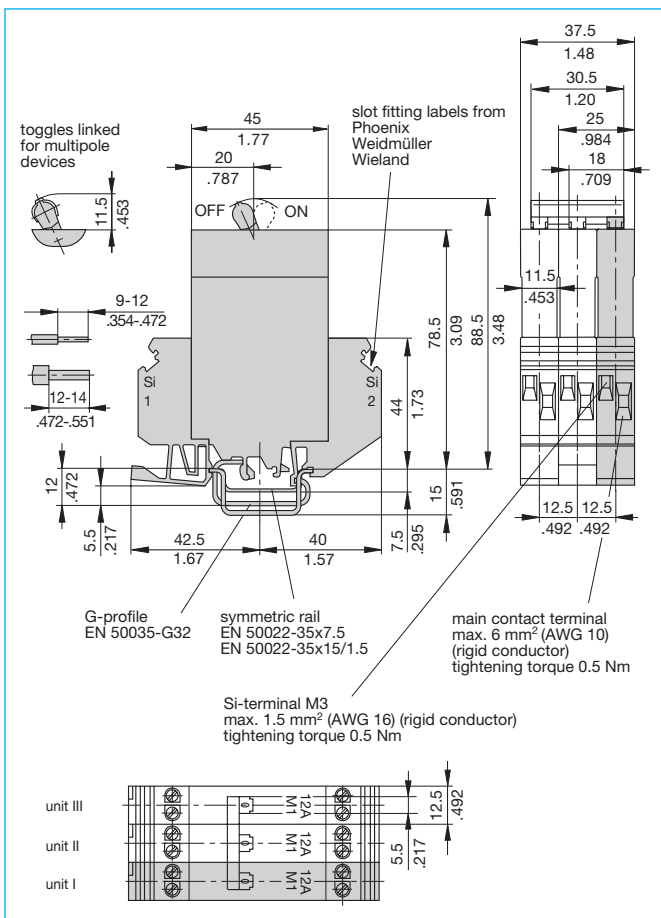 37.5
1.48
30.5
1.20
25
.984
18
.709
45
1.77
20
.787
slot fitting labels from
Phoenix
Weidmüller
Wieland
toggles linked
for multipole
devices
11.5
.453
OFF
ON
9-12
.354-.472
12-14
.472-.551
Si
1
Si
2
78.5
3.09
88.5
3.48
44
1.73
11.5
.453
12
.472
5.5
.217
15
.591
7.5
.295
42.5
1.67
40
1.57
12.5
.492
12.5
.492
G-profile
EN 50035-G32
symmetric rail
EN 50022-35x7.5
EN 50022-35x15/1.5
main contact terminal
max. 6 mm² (AWG 10)
(rigid conductor)
tightening torque 0.5 Nm
Si-terminal M3
max. 1.5 mm² (AWG 16) (rigid conductor)
tightening torque 0.5 Nm
unit III
12A
M1
unit II
12A
M1
unit I
12A
M1
5.5
.217
12.5
.492